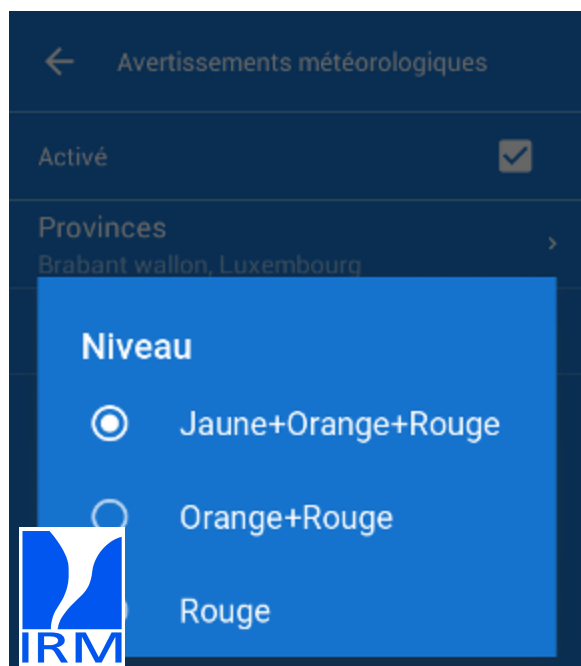 Avertissements météorologiques
Activé
Provinces
Brabant wallon, Luxembourg
Niveau
Jaune+Orange+Rouge
Orange+Rouge
Rouge
IRM